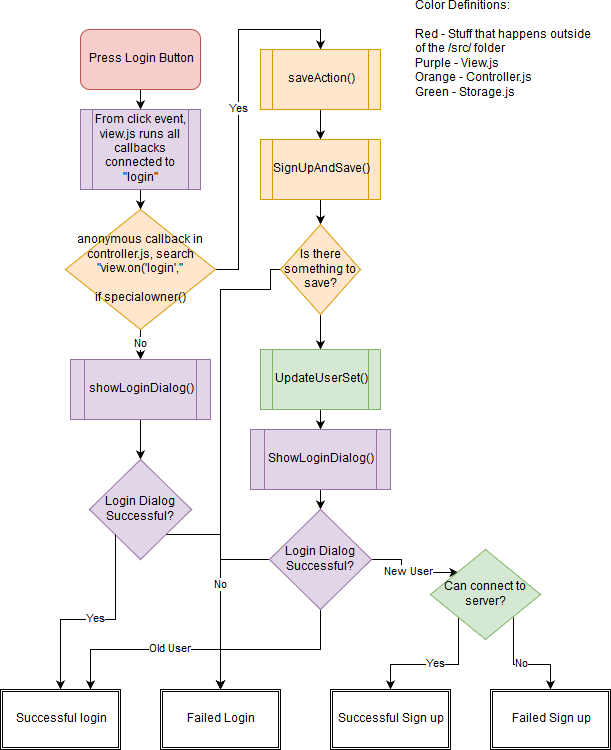 Color Definitions:
Red - Stuff that happens outside
of the /src/ folder
Purple - View.js
Orange - Controller.js
Green - Storage.js
Press Login Button
From click event,
view.js runs all
callbacks
connected to
"login"
anonymous callback in
controller.js, search
"view.on('login',"
if specialowner()
Yes
No
saveAction()
SignUpAndSave()
Is there
something to
save?
showLoginDialog()
UpdateUserSet()
ShowLoginDialog()
Login Dialog
Successful?
Login Dialog
Successful?
New User
Can connect to
server?
No
Yes
Old User
Yes
No
Successful login
Failed Login
Successful Sign up
Failed Sign up